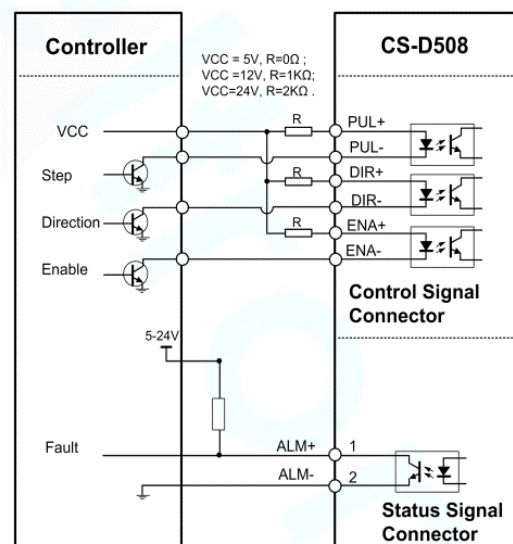 Controller
CS-D508
VCC = 5V, R=0Ω ;
VCC =12V, R=1KΩ;
VCC=24V, R=2KΩ .
VCC
R
PUL+
PUL-
Step
R
DIR+
DIR-
Direction
R
ENA+
ENA-
Enable
Control Signal
Connector
5-24V
Fault
ALM+
1
ALM-
2
Status Signal
Connector